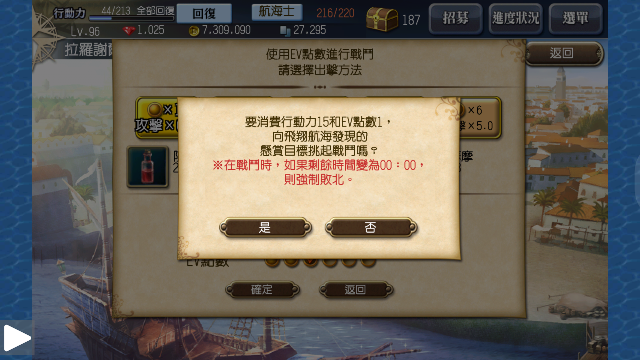 行動力 44/213 全部回復 回復 航海士 216/220 187 招募 進度狀況 選單
Lv.96 1.025 7.309.090 27.295
拉羅謝
使用EV點數進行戰鬥
返回
請選擇出擊方法
攻擊×
×6
×5.0
要消費行動力15和EV點數1，
向飛翔航海發現的
懸賞目標挑起戰鬥嗎？
※在戰鬥時，如果剩餘時間變為00：00，
則強制敗北。
是 否
EV點數
確定 返回